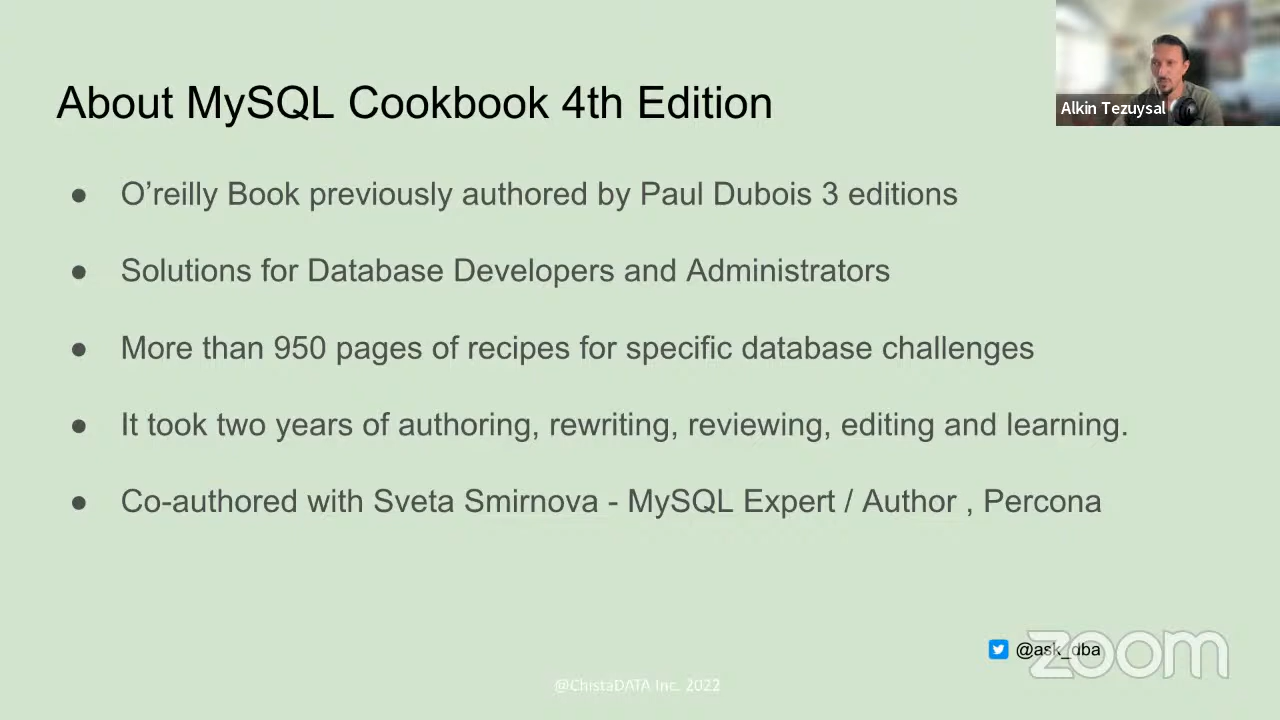 About MySQL Cookbook 4th Edition
Alkin Tezuysal
● O’reilly Book previously authored by Paul Dubois 3 editions
● Solutions for Database Developers and Administrators
● More than 950 pages of recipes for specific database challenges
● It took two years of authoring, rewriting, reviewing, editing and learning.
● Co-authored with Sveta Smirnova - MySQL Expert / Author , Percona
@ask_dba
zoom
@ChistaDATA Inc. 2022